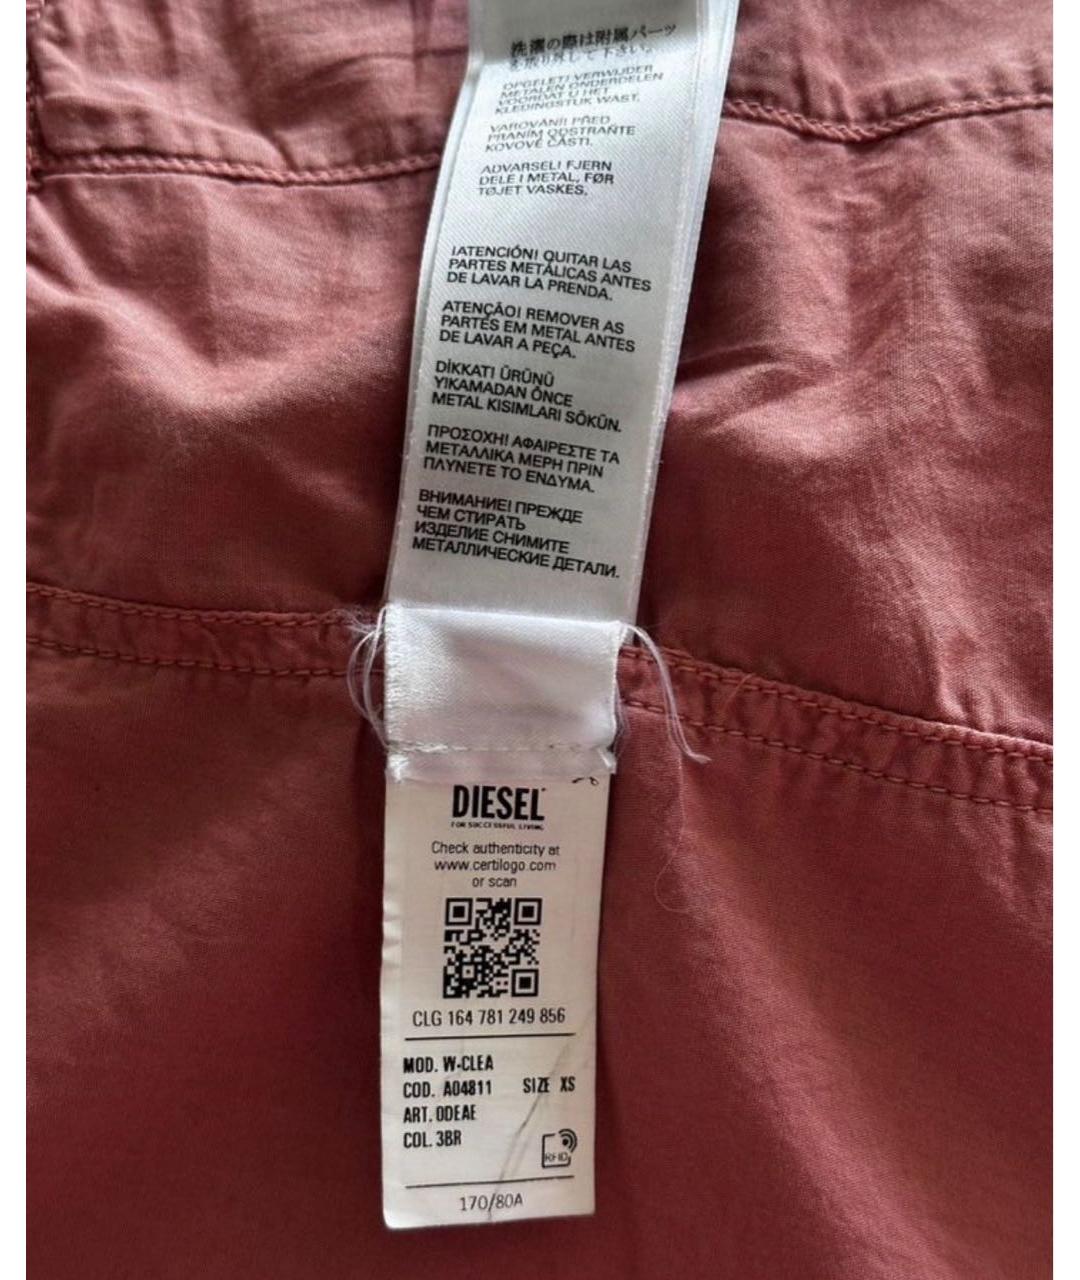 洗濯の際は附属パーツ
を取り外して下さい。
OPGELET! VERWIJDER
METALEN ONDERDELEN
VOORDAT U HET
KLEDINGSTUK WAST.
VAROVÁNÍ! PŘED
PRANÍM ODSTRAŇTE
KOVOVÉ ČÁSTI.
ADVARSEL! FJERN
DELE I METAL, FØR
TØJET VASKES.
¡ATENCIÓN! QUITAR LAS
PARTES METÁLICAS ANTES
DE LAVAR LA PRENDA.
ATENÇÃO! REMOVER AS
PARTES EM METAL ANTES
DE LAVAR A PEÇA.
DİKKAT! ÜRÜNÜ
YIKAMADAN ÖNCE
METAL KISIMLARI SÖKÜN.
ΠΡΟΣΟΧΗ! ΑΦΑΙΡΕΣΤΕ ΤΑ
ΜΕΤΑΛΛΙΚΑ ΜΕΡΗ ΠΡΙΝ
ΠΛΥΝΕΤΕ ΤΟ ΕΝΔΥΜΑ.
ВНИМАНИЕ! ПРЕЖДЕ
ЧЕМ СТИРАТЬ
ИЗДЕЛИЕ СНИМИТЕ
МЕТАЛЛИЧЕСКИЕ ДЕТАЛИ.
DIESEL
FOR SUCCESSFUL LIVING
Check authenticity at
www.certilogo.com
or scan
CLG 164 781 249 856
MOD. W-CLEA
COD. A04811 SIZE XS
ART. 0DEAE
COL. 3BR
RFID
170/80A